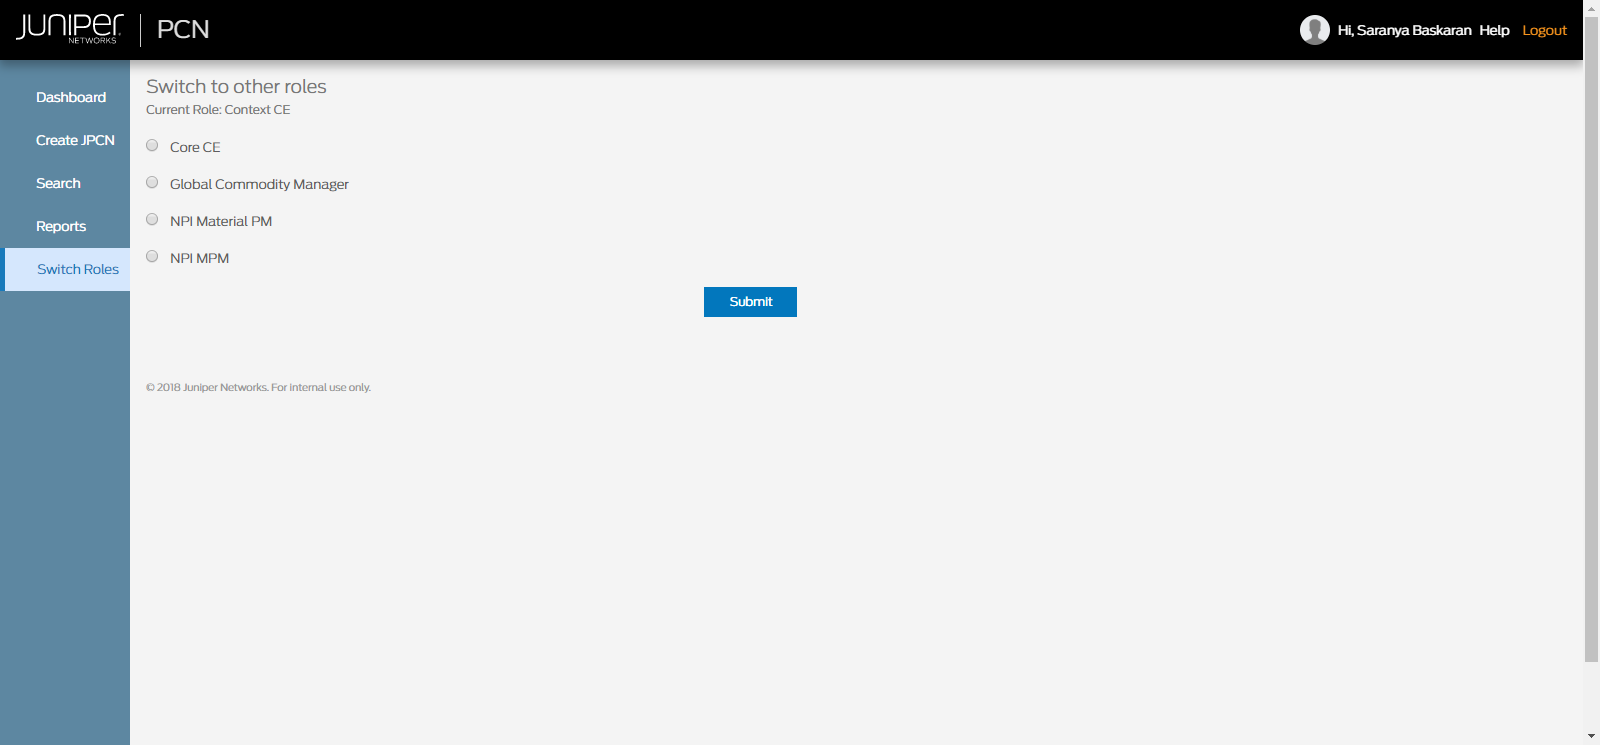 JUNIPER
NETWORKS
PCN
Hi, Saranya Baskaran Help Logout
Dashboard
Create JPCN
Search
Reports
Switch Roles
Switch to other roles
Current Role: Context CE
Core CE
Global Commodity Manager
NPI Material PM
NPI MPM
Submit
© 2018 Juniper Networks. For internal use only.